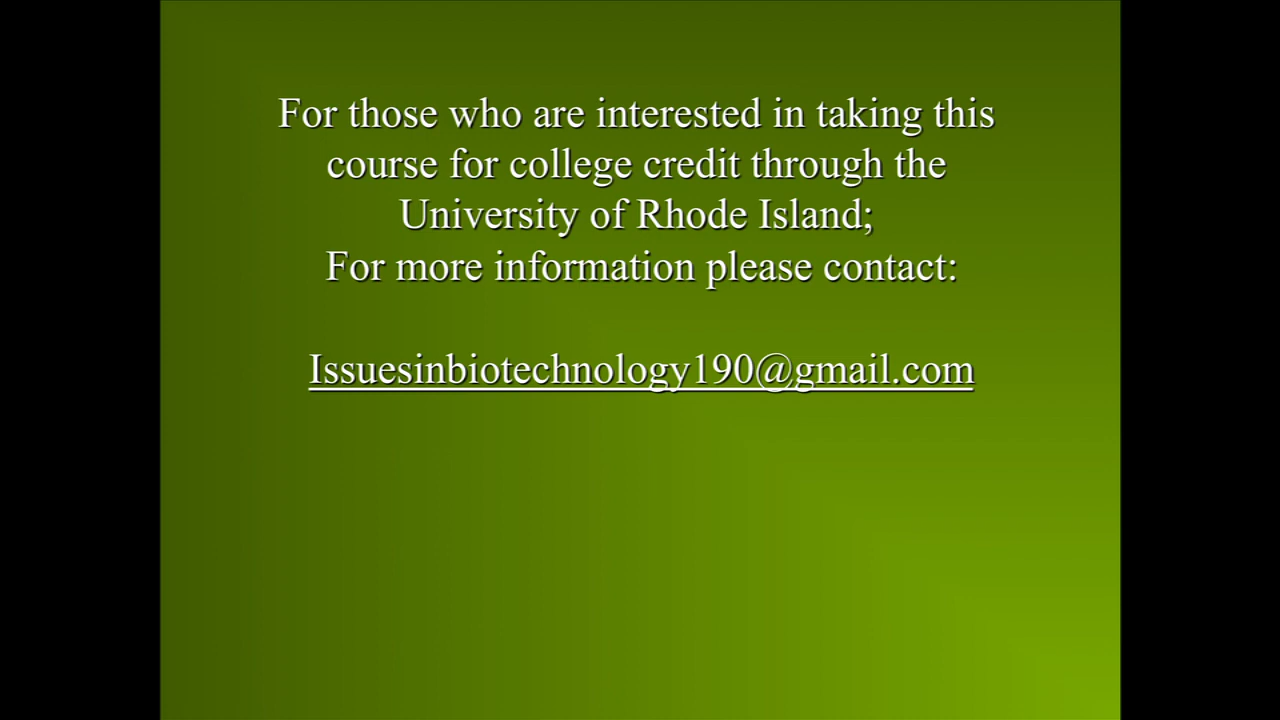 For those who are interested in taking this
course for college credit through the
University of Rhode Island;
For more information please contact:
Issuesinbiotechnology190@gmail.com